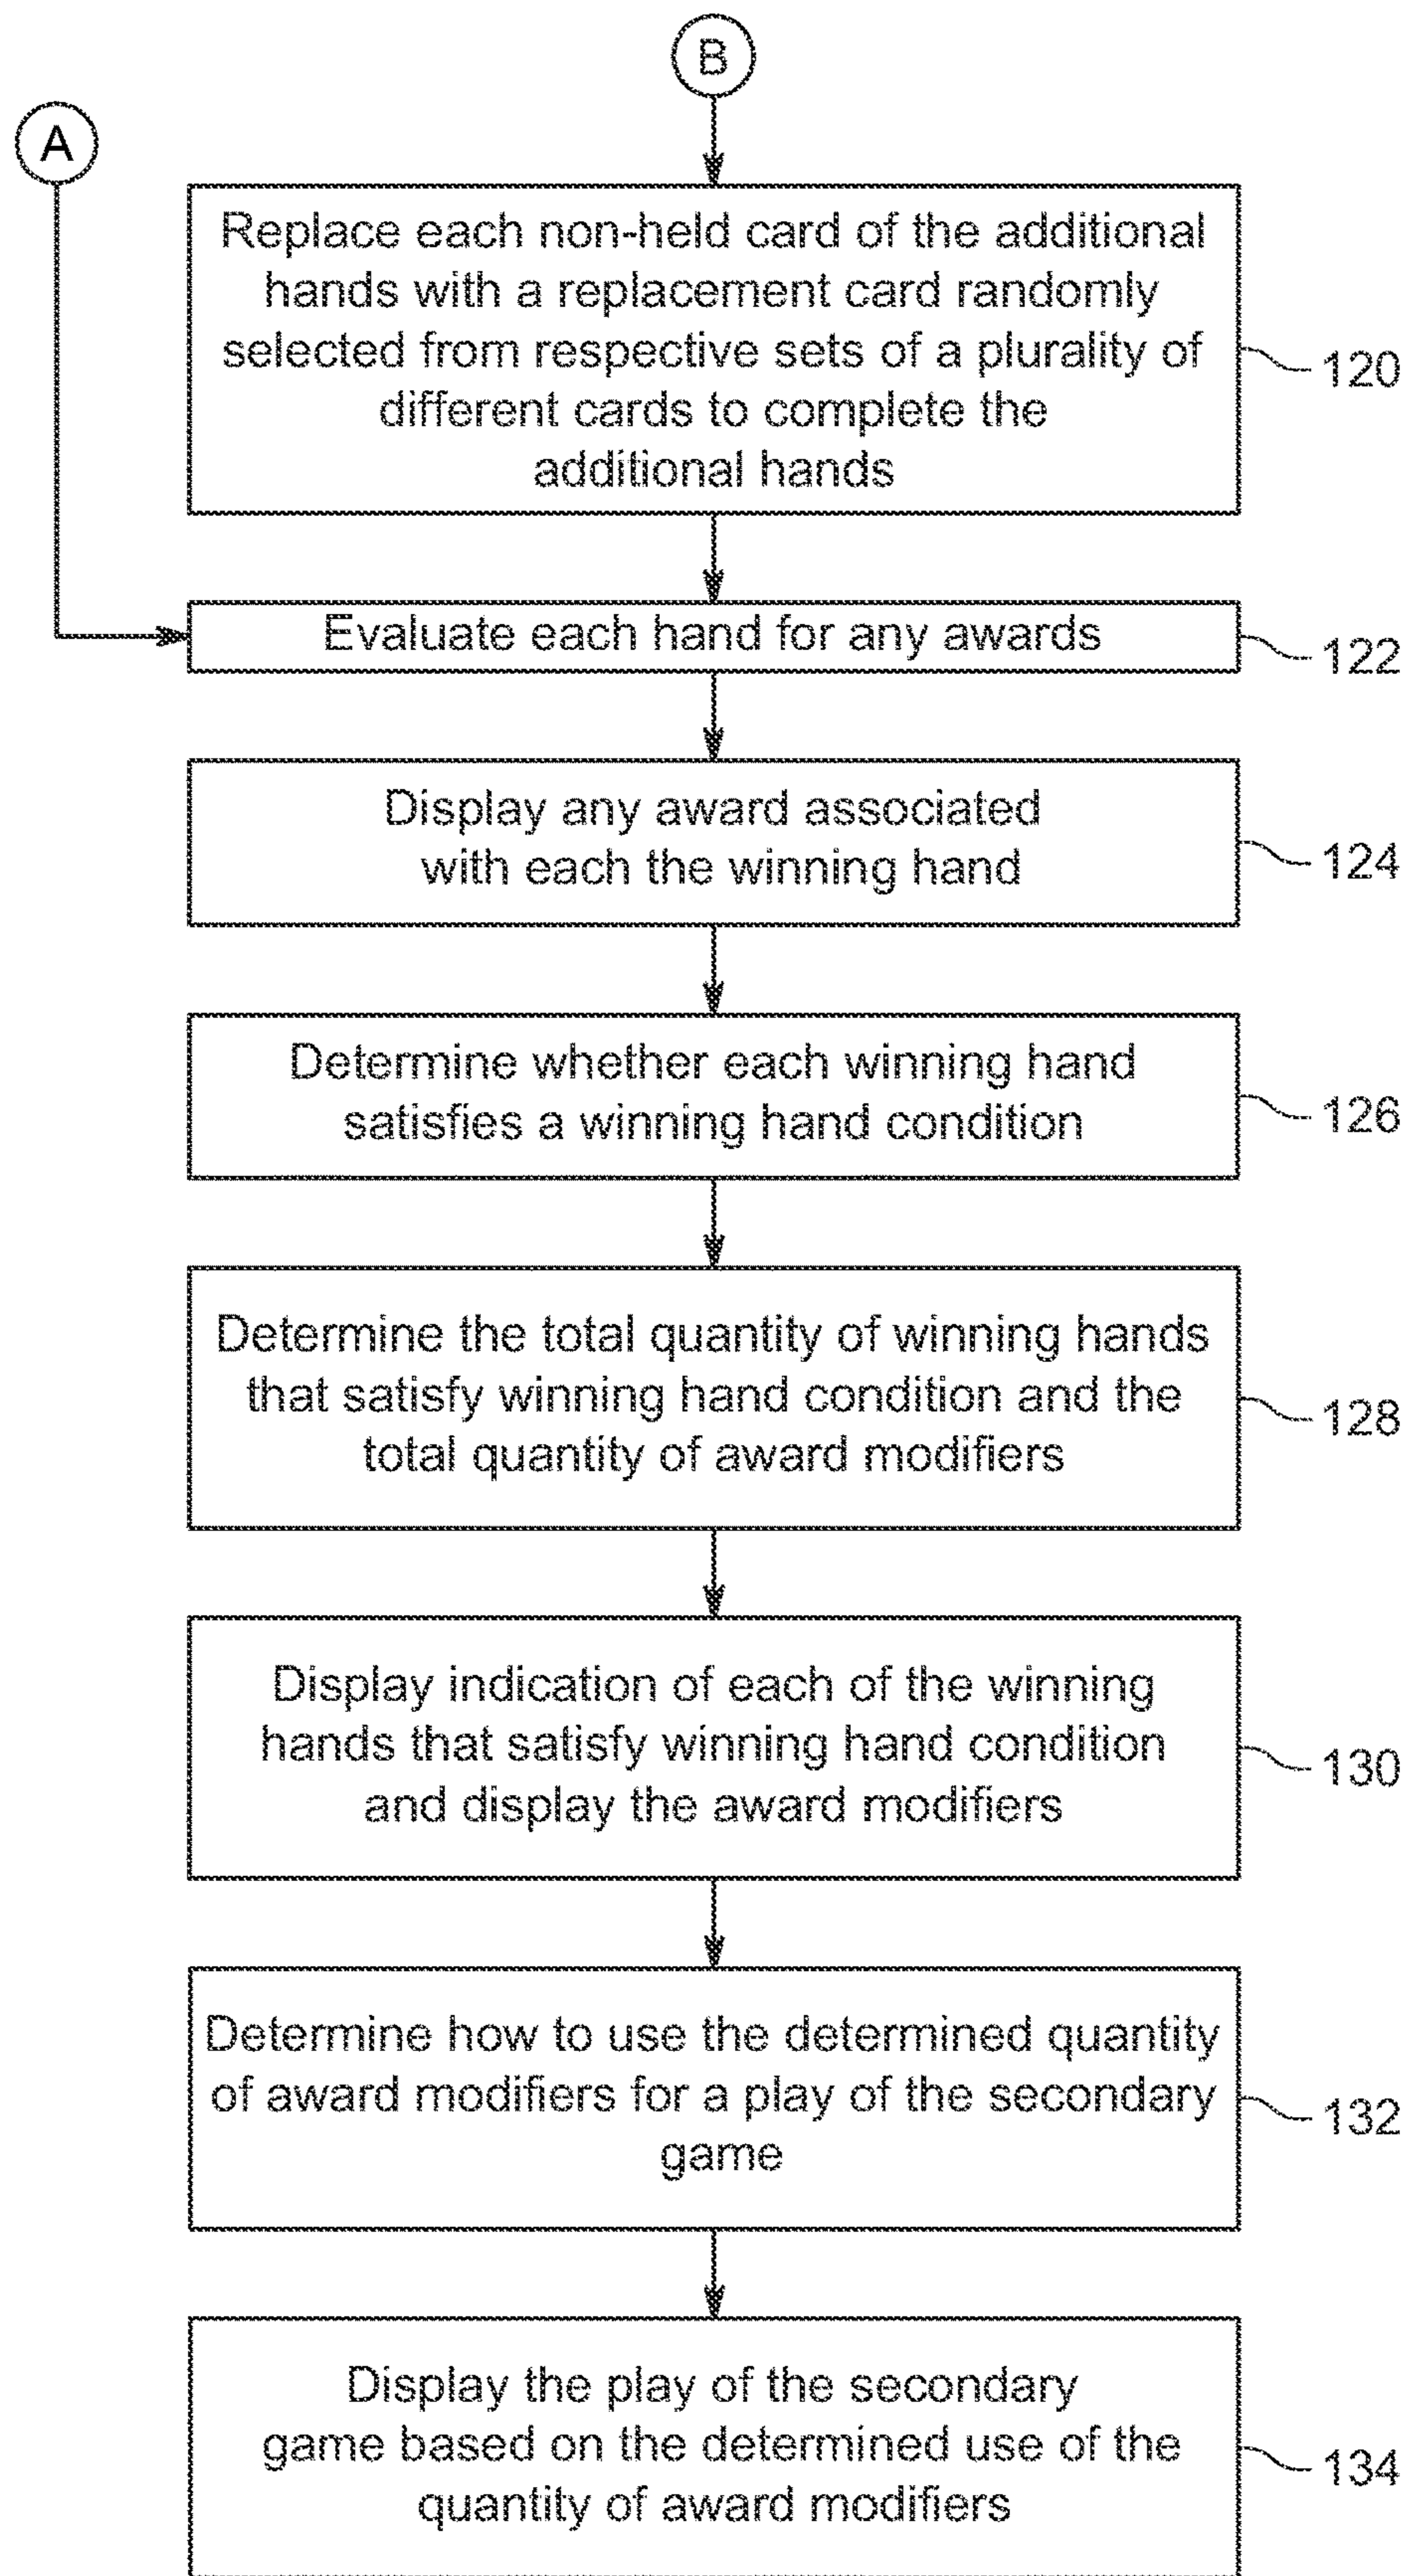 B
A
Replace each non-held card of the additional
hands with a replacement card randomly
selected from respective sets of a plurality of
different cards to complete the
additional hands
120
Evaluate each hand for any awards
122
Display any award associated
with each the winning hand
124
Determine whether each winning hand
satisfies a winning hand condition
126
Determine the total quantity of winning hands
that satisfy winning hand condition and the
total quantity of award modifiers
128
Display indication of each of the winning
hands that satisfy winning hand condition
and display the award modifiers
130
Determine how to use the determined quantity
of award modifiers for a play of the secondary
game
132
Display the play of the secondary
game based on the determined use of the
quantity of award modifiers
134